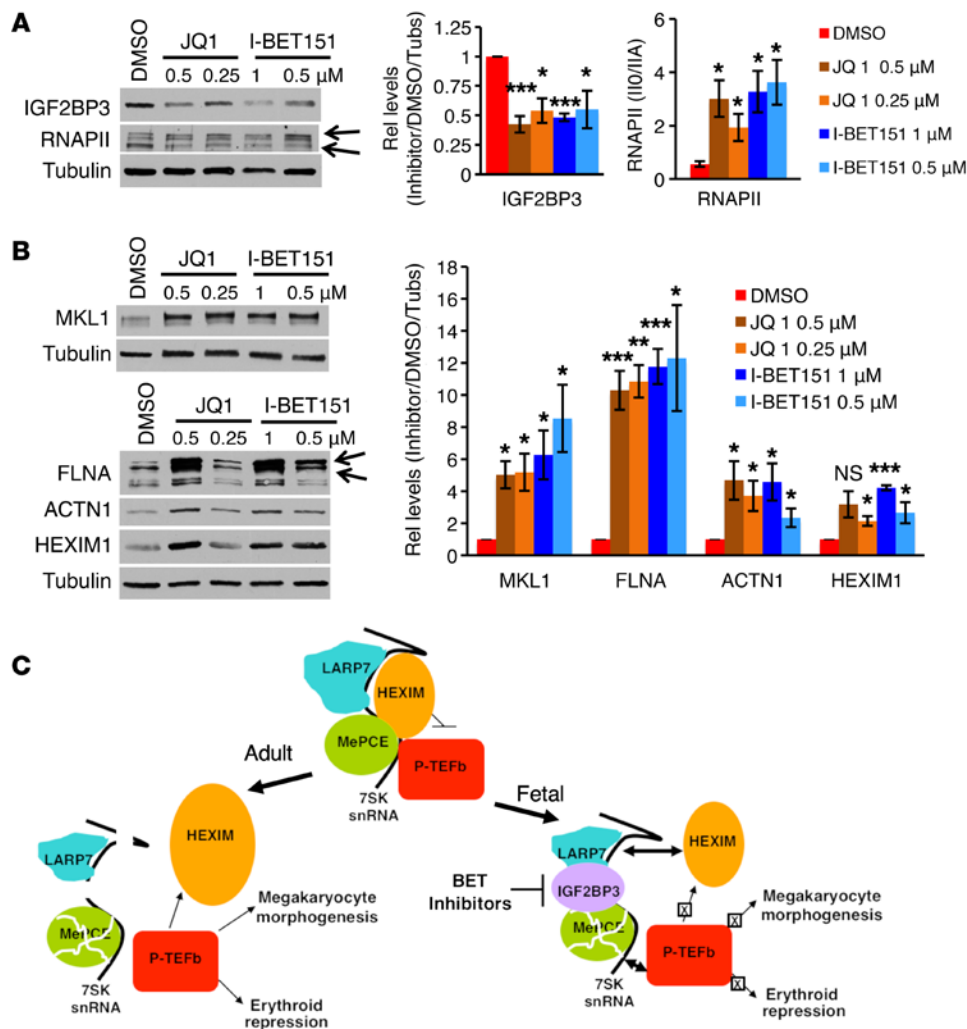 A
DMSO
JQ1
I-BET151
0.5 0.25 1 0.5 µM
IGF2BP3
RNAPII
Tubulin
Rel levels
(Inhibitor/DMSO/Tubs)
1.25
1
0.75
0.5
0.25
0
*** * *** *
IGF2BP3
RNAPII (II0/IIA)
6
4
2
0
* * * *
RNAPII
DMSO
JQ 1 0.5 µM
JQ 1 0.25 µM
I-BET151 1 µM
I-BET151 0.5 µM
B
DMSO
JQ1
I-BET151
0.5 0.25 1 0.5 µM
MKL1
Tubulin
DMSO
JQ1
I-BET151
0.5 0.25 1 0.5 µM
FLNA
ACTN1
HEXIM1
Tubulin
Rel levels (Inhibtor/DMSO/Tubs)
18
16
14
12
10
8
6
4
2
0
* * * *
*** ** *** *
* * * *
NS * *** *
MKL1 FLNA ACTN1 HEXIM1
DMSO
JQ 1 0.5 µM
JQ 1 0.25 µM
I-BET151 1 µM
I-BET151 0.5 µM
C
LARP7
HEXIM
MePCE
P-TEFb
7SK
snRNA
Adult
Fetal
HEXIM
LARP7
MePCE
P-TEFb
7SK
snRNA
Megakaryocyte
morphogenesis
Erythroid
repression
BET
Inhibitors
LARP7
IGF2BP3
MePCE
HEXIM
P-TEFb
7SK
snRNA
X
X
X
Megakaryocyte
morphogenesis
Erythroid
repression